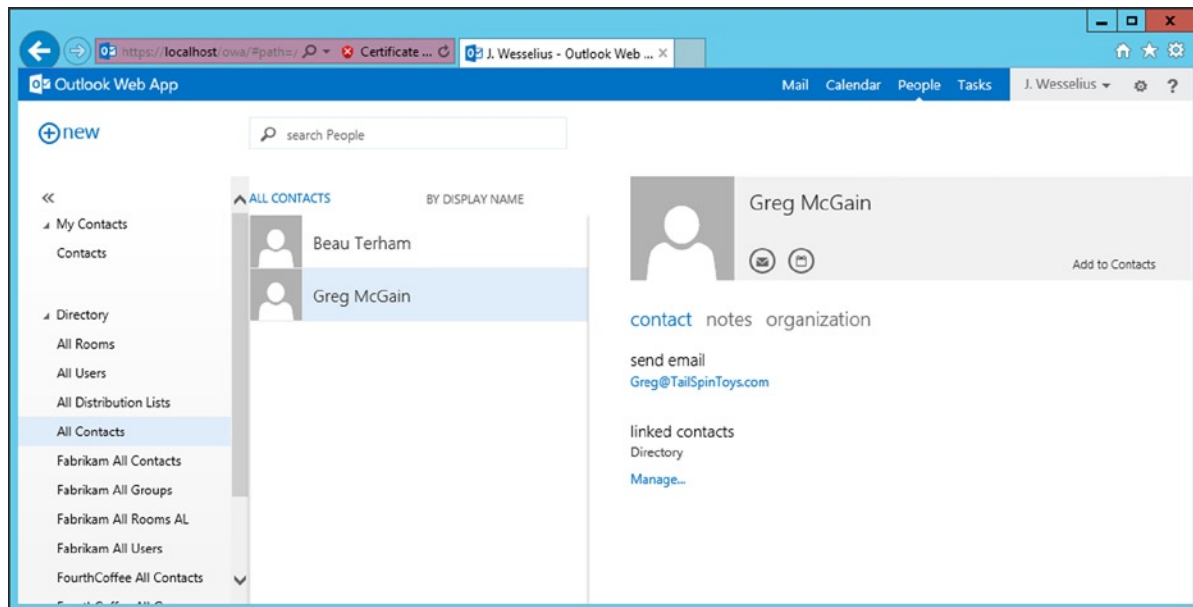 https://localhost/owa/#path=/
Certificate ...
J. Wesselius - Outlook Web ...
Outlook Web App
Mail Calendar People Tasks J. Wesselius ?
new
search People
ALL CONTACTS BY DISPLAY NAME
My Contacts
Contacts
Directory
All Rooms
All Users
All Distribution Lists
All Contacts
Fabrikam All Contacts
Fabrikam All Groups
Fabrikam All Rooms AL
Fabrikam All Users
FourthCoffee All Contacts
Beau Terham
Greg McGain
Greg McGain
Add to Contacts
contact notes organization
send email
Greg@TailSpinToys.com
linked contacts
Directory
Manage...